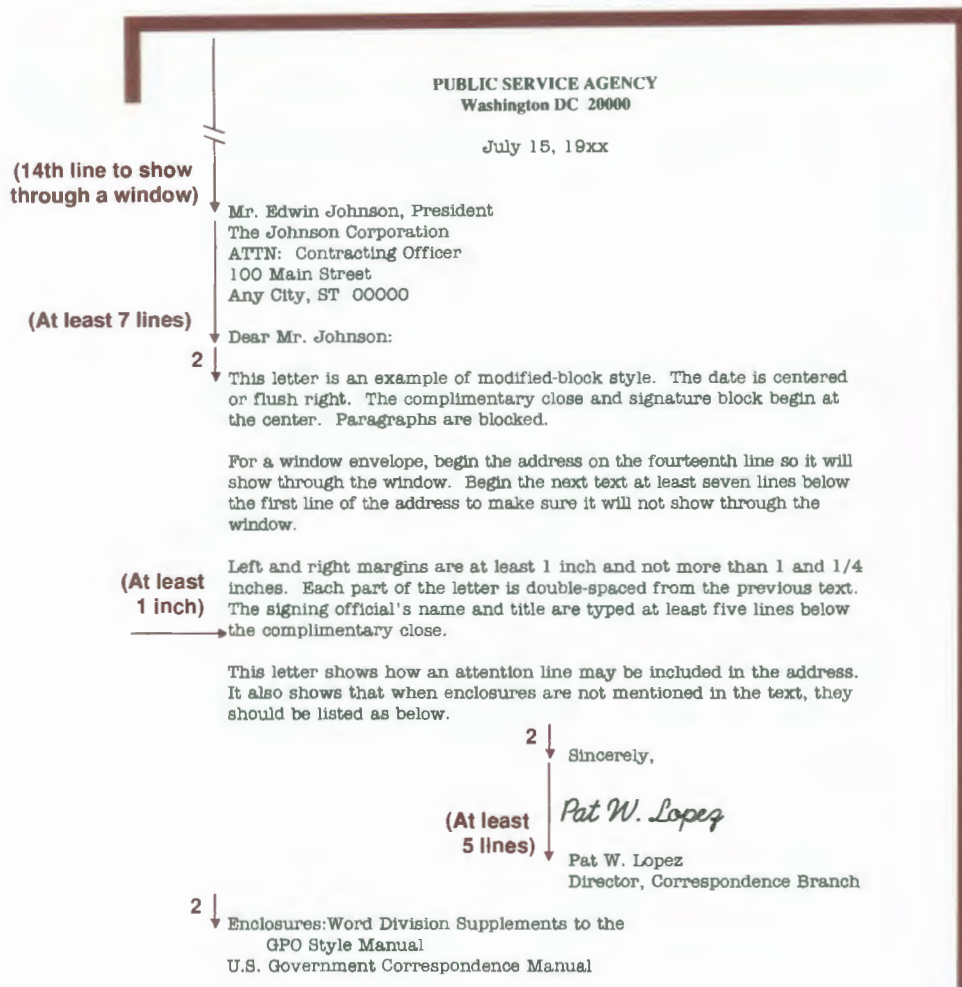 PUBLIC SERVICE AGENCY
Washington DC 20000
July 15, 19xx
(14th line to show
through a window)
Mr. Edwin Johnson, President
The Johnson Corporation
ATTN: Contracting Officer
100 Main Street
Any City, ST 00000
(At least 7 lines)
Dear Mr. Johnson:
2
This letter is an example of modified-block style. The date is centered
or flush right. The complimentary close and signature block begin at
the center. Paragraphs are blocked.
For a window envelope, begin the address on the fourteenth line so it will
show through the window. Begin the next text at least seven lines below
the first line of the address to make sure it will not show through the
window.
Left and right margins are at least 1 inch and not more than 1 and 1/4
inches. Each part of the letter is double-spaced from the previous text.
The signing official's name and title are typed at least five lines below
the complimentary close.
(At least
1 inch)
This letter shows how an attention line may be included in the address.
It also shows that when enclosures are not mentioned in the text, they
should be listed as below.
2
Sincerely,
Pat W. Lopez
(At least
5 lines)
Pat W. Lopez
Director, Correspondence Branch
2
Enclosures:Word Division Supplements to the
GPO Style Manual
U.S. Government Correspondence Manual